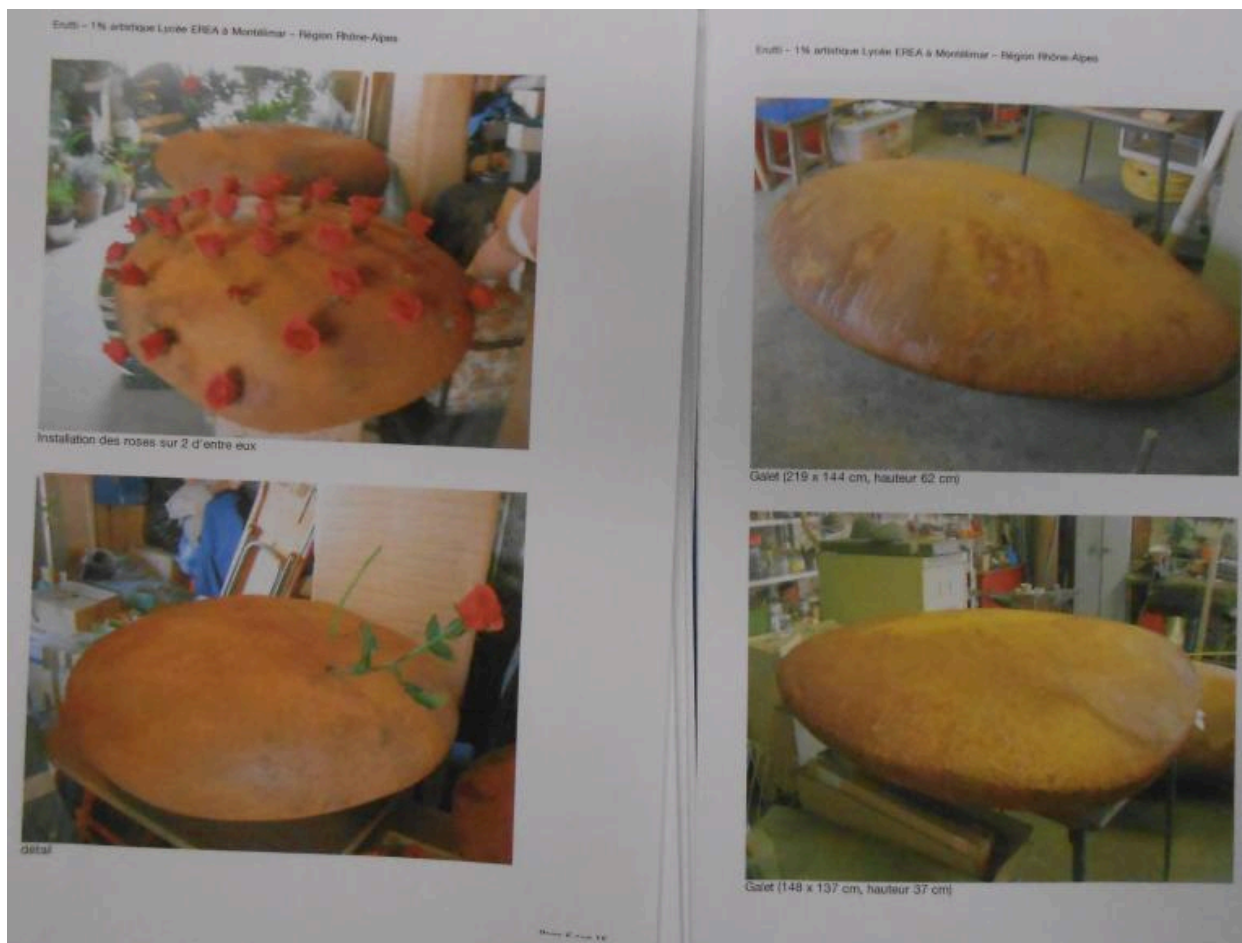 Erutti – 1% artistique Lycée EREA à Montélimar – Région Rhône-Alpes
Installation des roses sur 2 d'entre eux
détail
Erutti – 1% artistique Lycée EREA à Montélimar – Région Rhône-Alpes
Galet (219 x 144 cm, hauteur 62 cm)
Galet (148 x 137 cm, hauteur 37 cm)